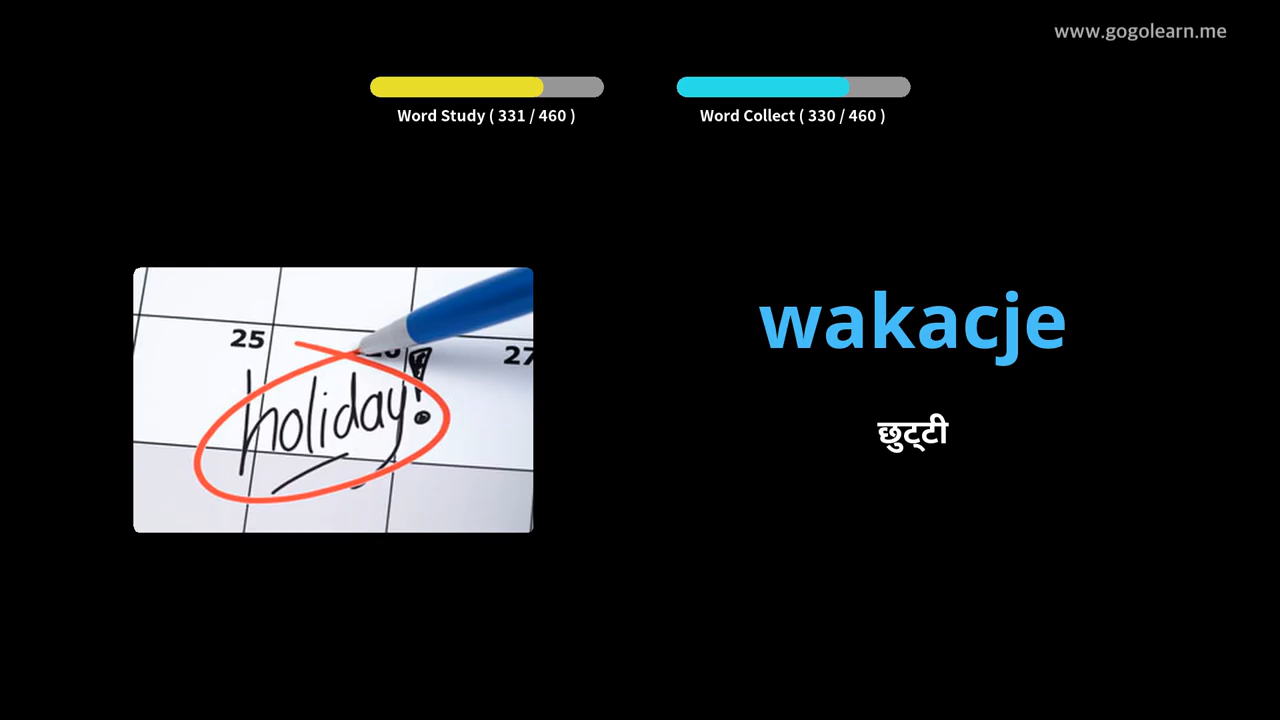 www.gogolearn.me
Word Study ( 331 / 460 )
Word Collect ( 330 / 460 )
25
27
holiday!
wakacje
छुट्टी